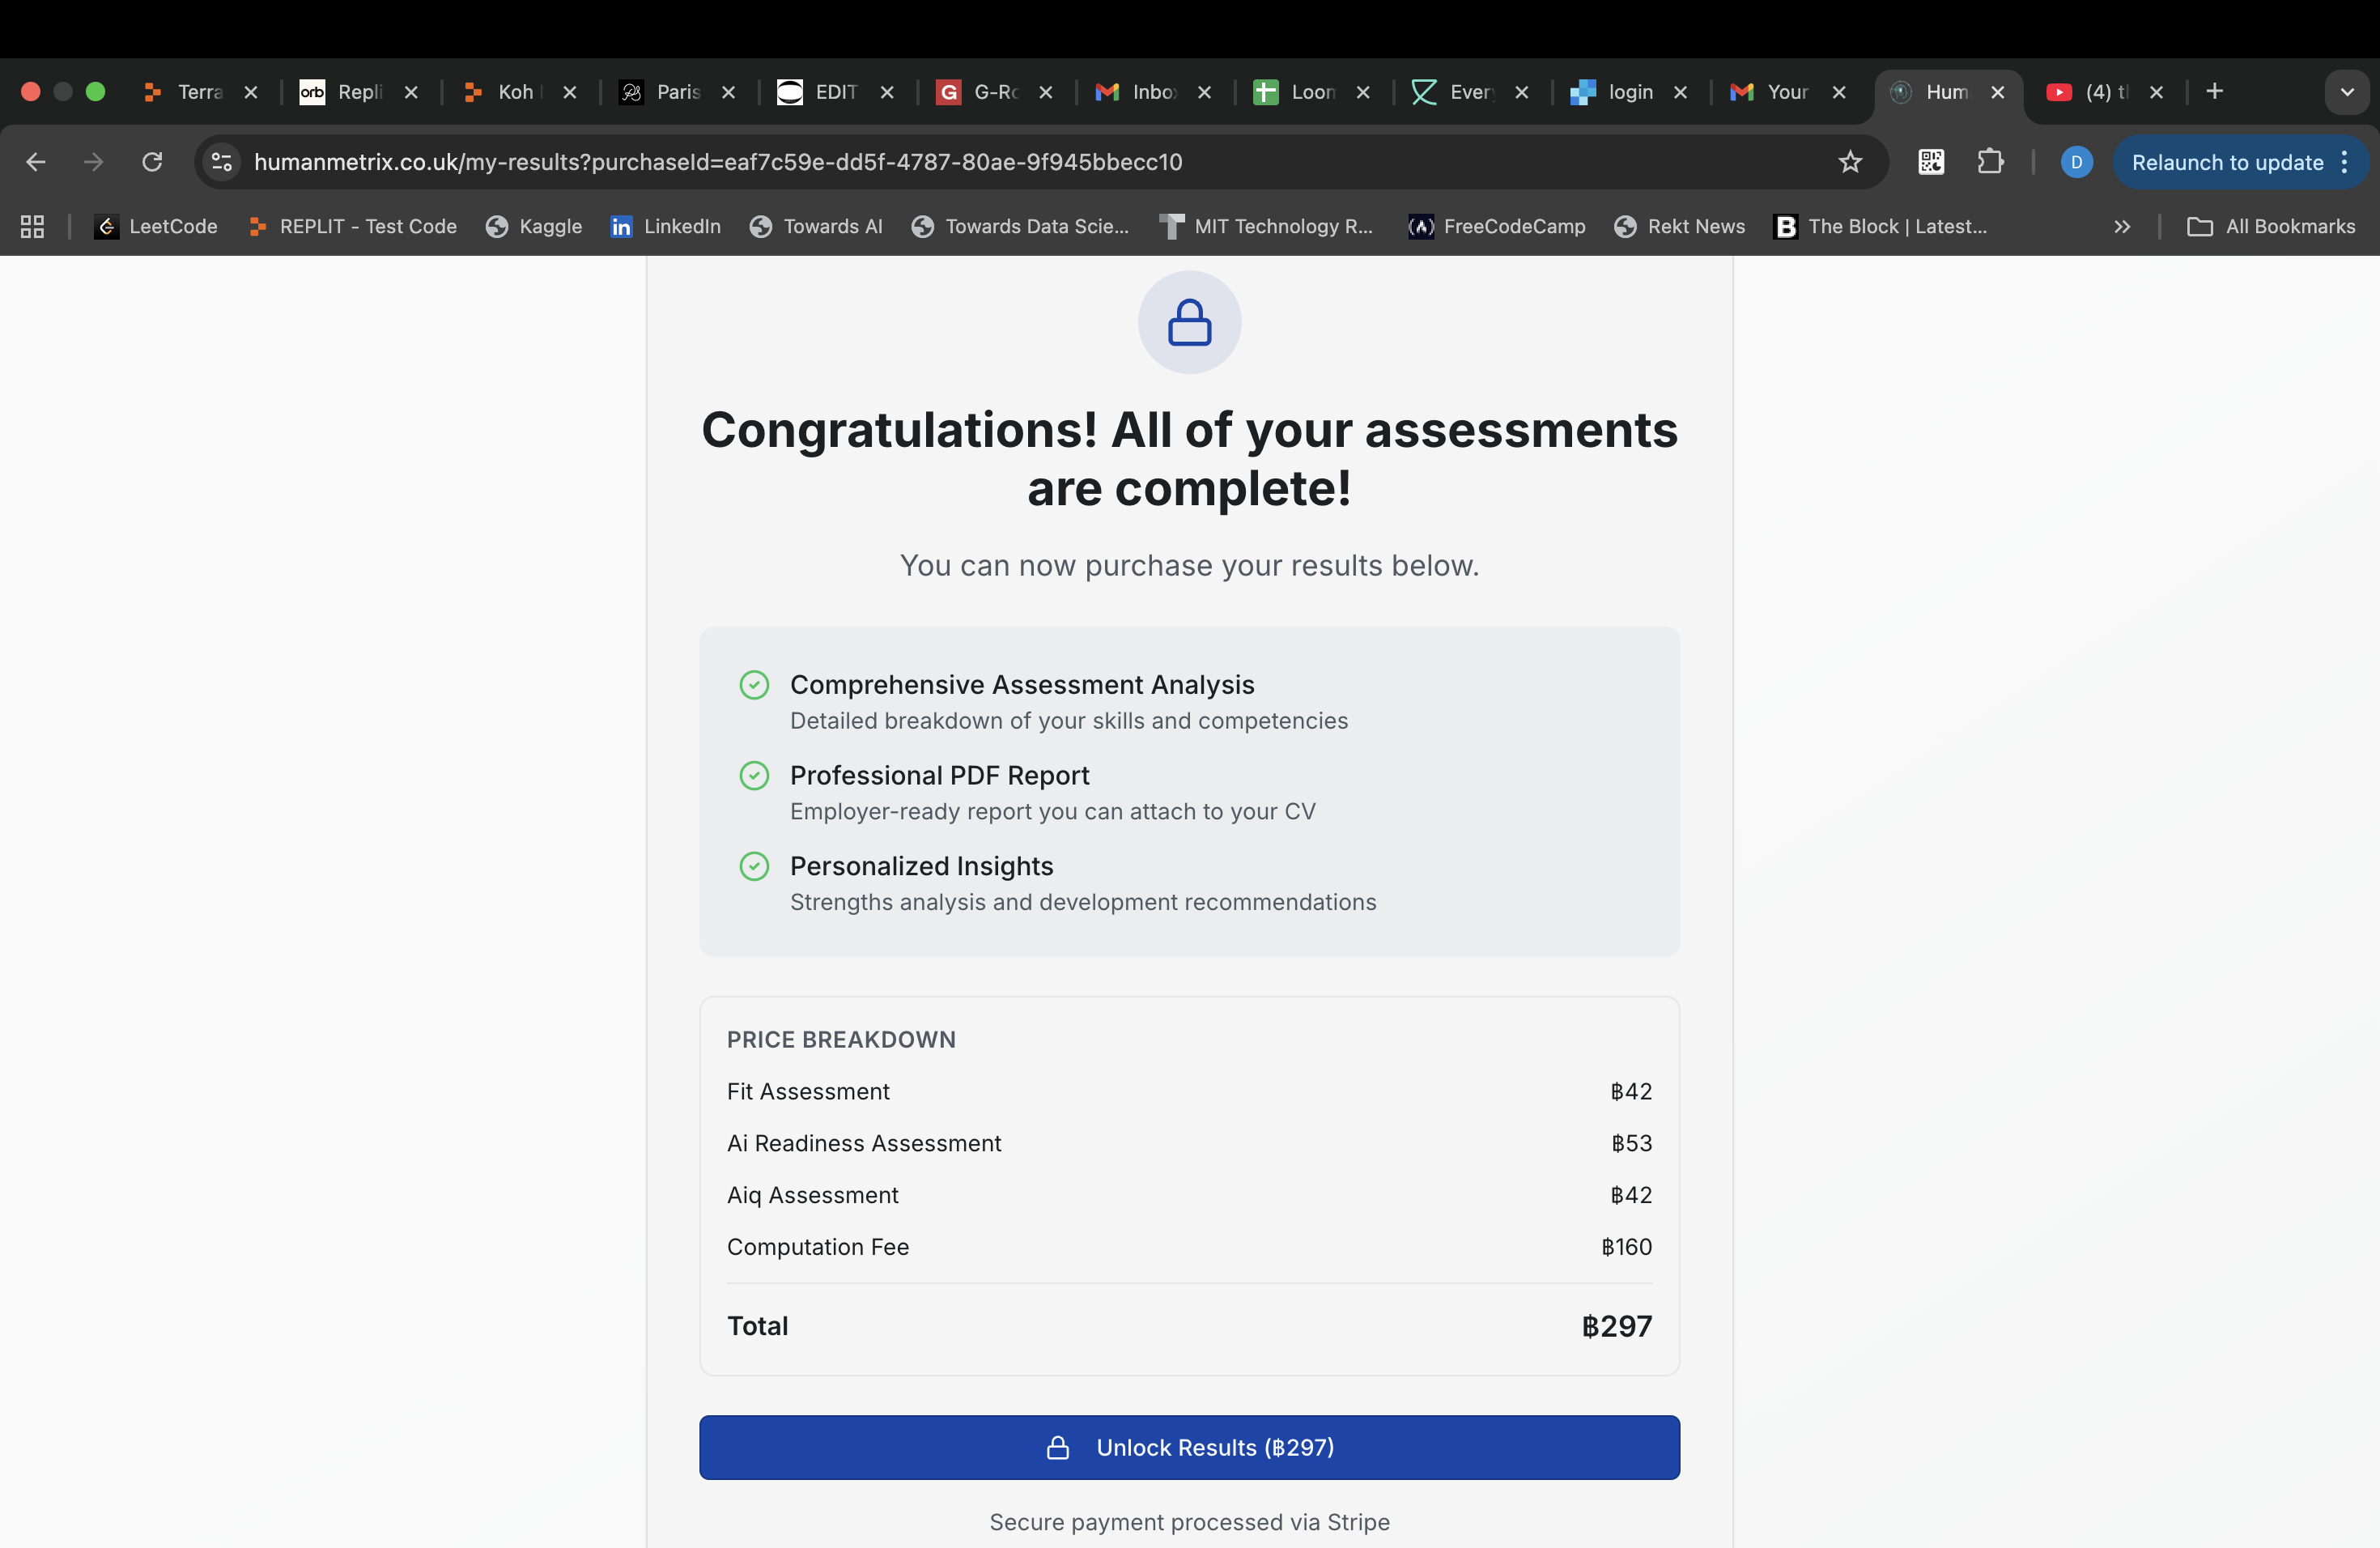 Terra
orb Repli
Koh
Paris
EDIT
G G-Ro
Inbox
Loom
Every
login
Your
Hum
(4) t
humanmetrix.co.uk/my-results?purchaseId=eaf7c59e-dd5f-4787-80ae-9f945bbecc10
D
Relaunch to update
LeetCode
REPLIT - Test Code
Kaggle
in LinkedIn
Towards AI
Towards Data Scie...
MIT Technology R...
FreeCodeCamp
Rekt News
B The Block | Latest...
All Bookmarks
Congratulations! All of your assessments
are complete!
You can now purchase your results below.
Comprehensive Assessment Analysis
Detailed breakdown of your skills and competencies
Professional PDF Report
Employer-ready report you can attach to your CV
Personalized Insights
Strengths analysis and development recommendations
PRICE BREAKDOWN
Fit Assessment ฿42
Ai Readiness Assessment ฿53
Aiq Assessment ฿42
Computation Fee ฿160
Total ฿297
Unlock Results (฿297)
Secure payment processed via Stripe